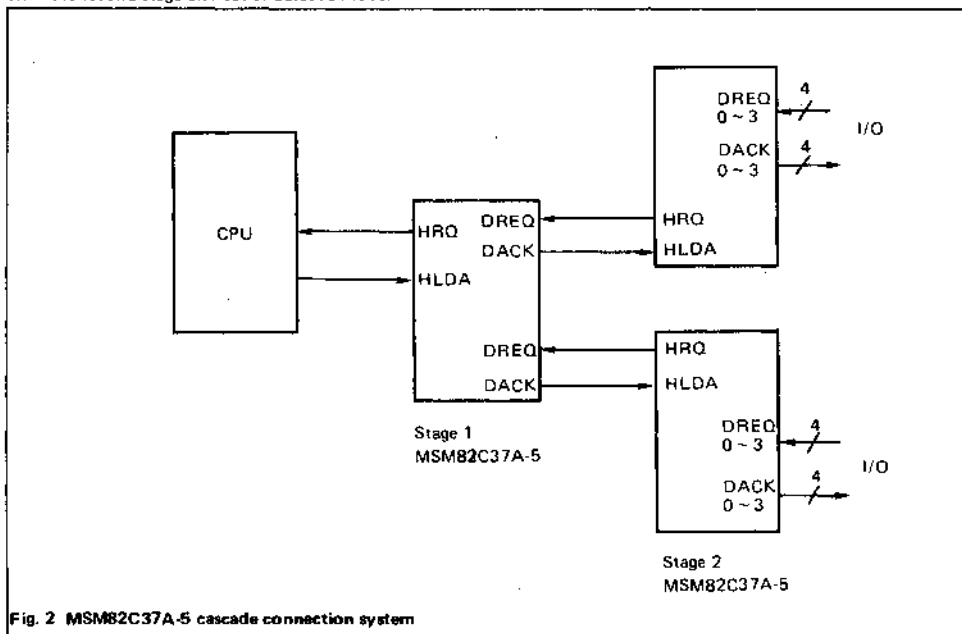 DREQ
0 ~ 3
4
I/O
DACK
0 ~ 3
4
CPU
HRQ
DREQ
HRQ
DACK
HLDA
HLDA
DREQ
HRQ
DACK
HLDA
Stage 1
MSM82C37A-5
DREQ
0 ~ 3
4
I/O
DACK
0 ~ 3
4
Stage 2
MSM82C37A-5
Fig. 2 MSM82C37A-5 cascade connection system